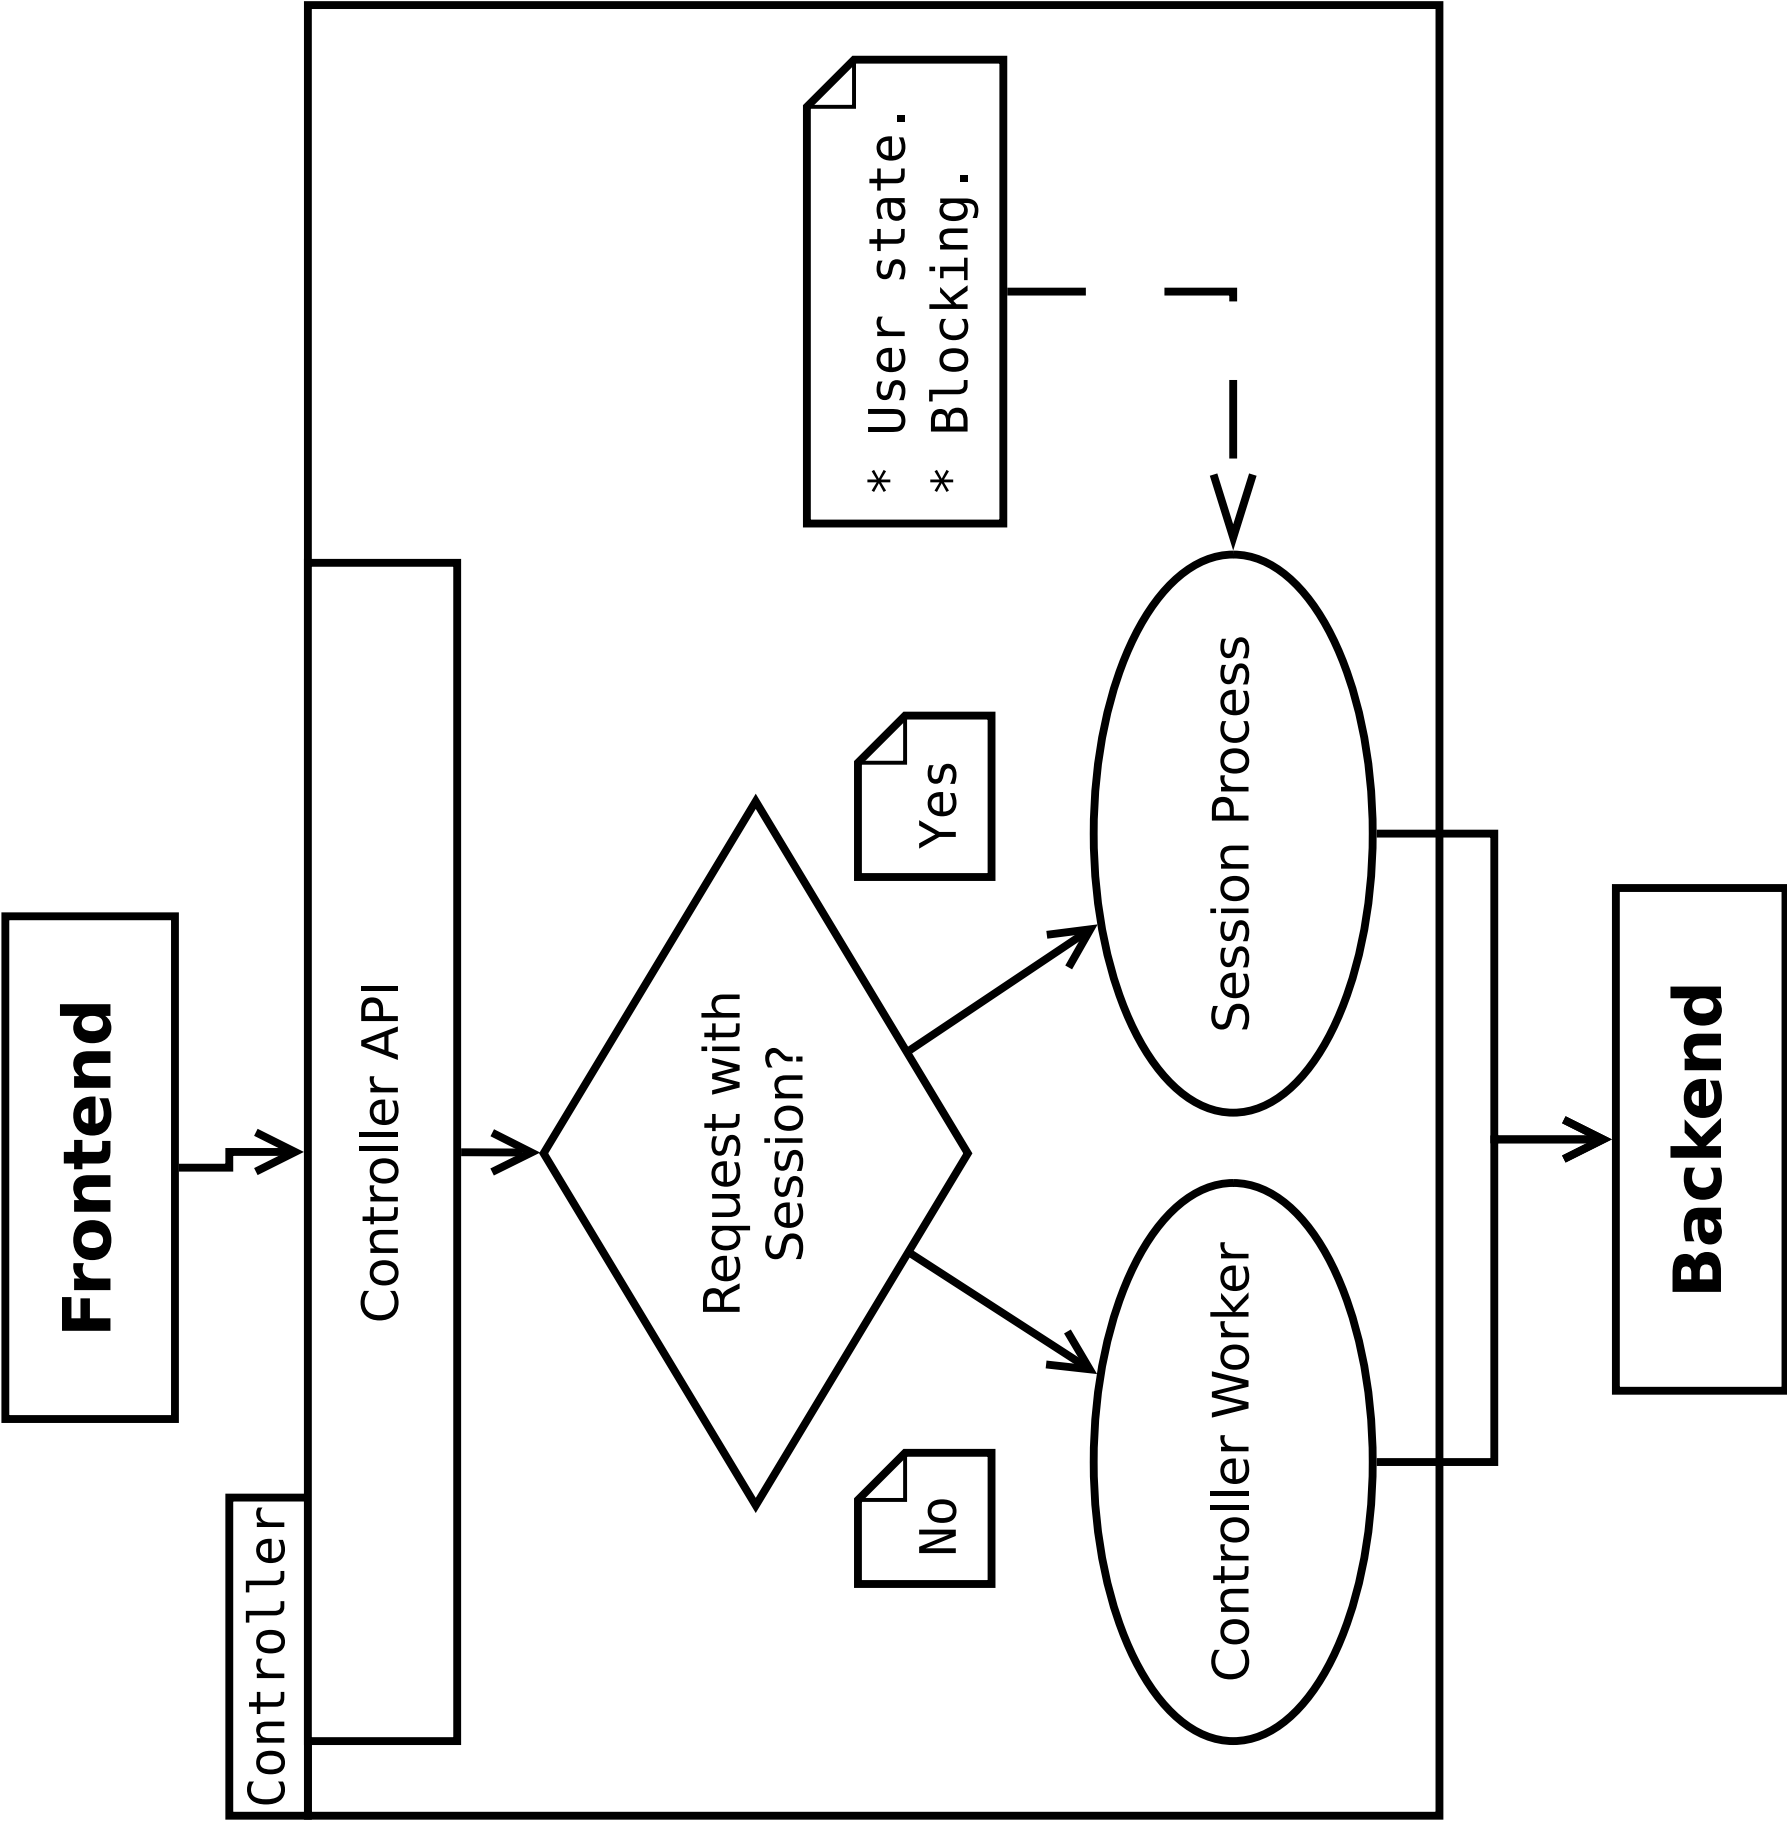 Frontend
Controller
Controller API
Request with
Session?
* User state.
* Blocking.
No
Yes
Controller Worker
Session Process
Backend